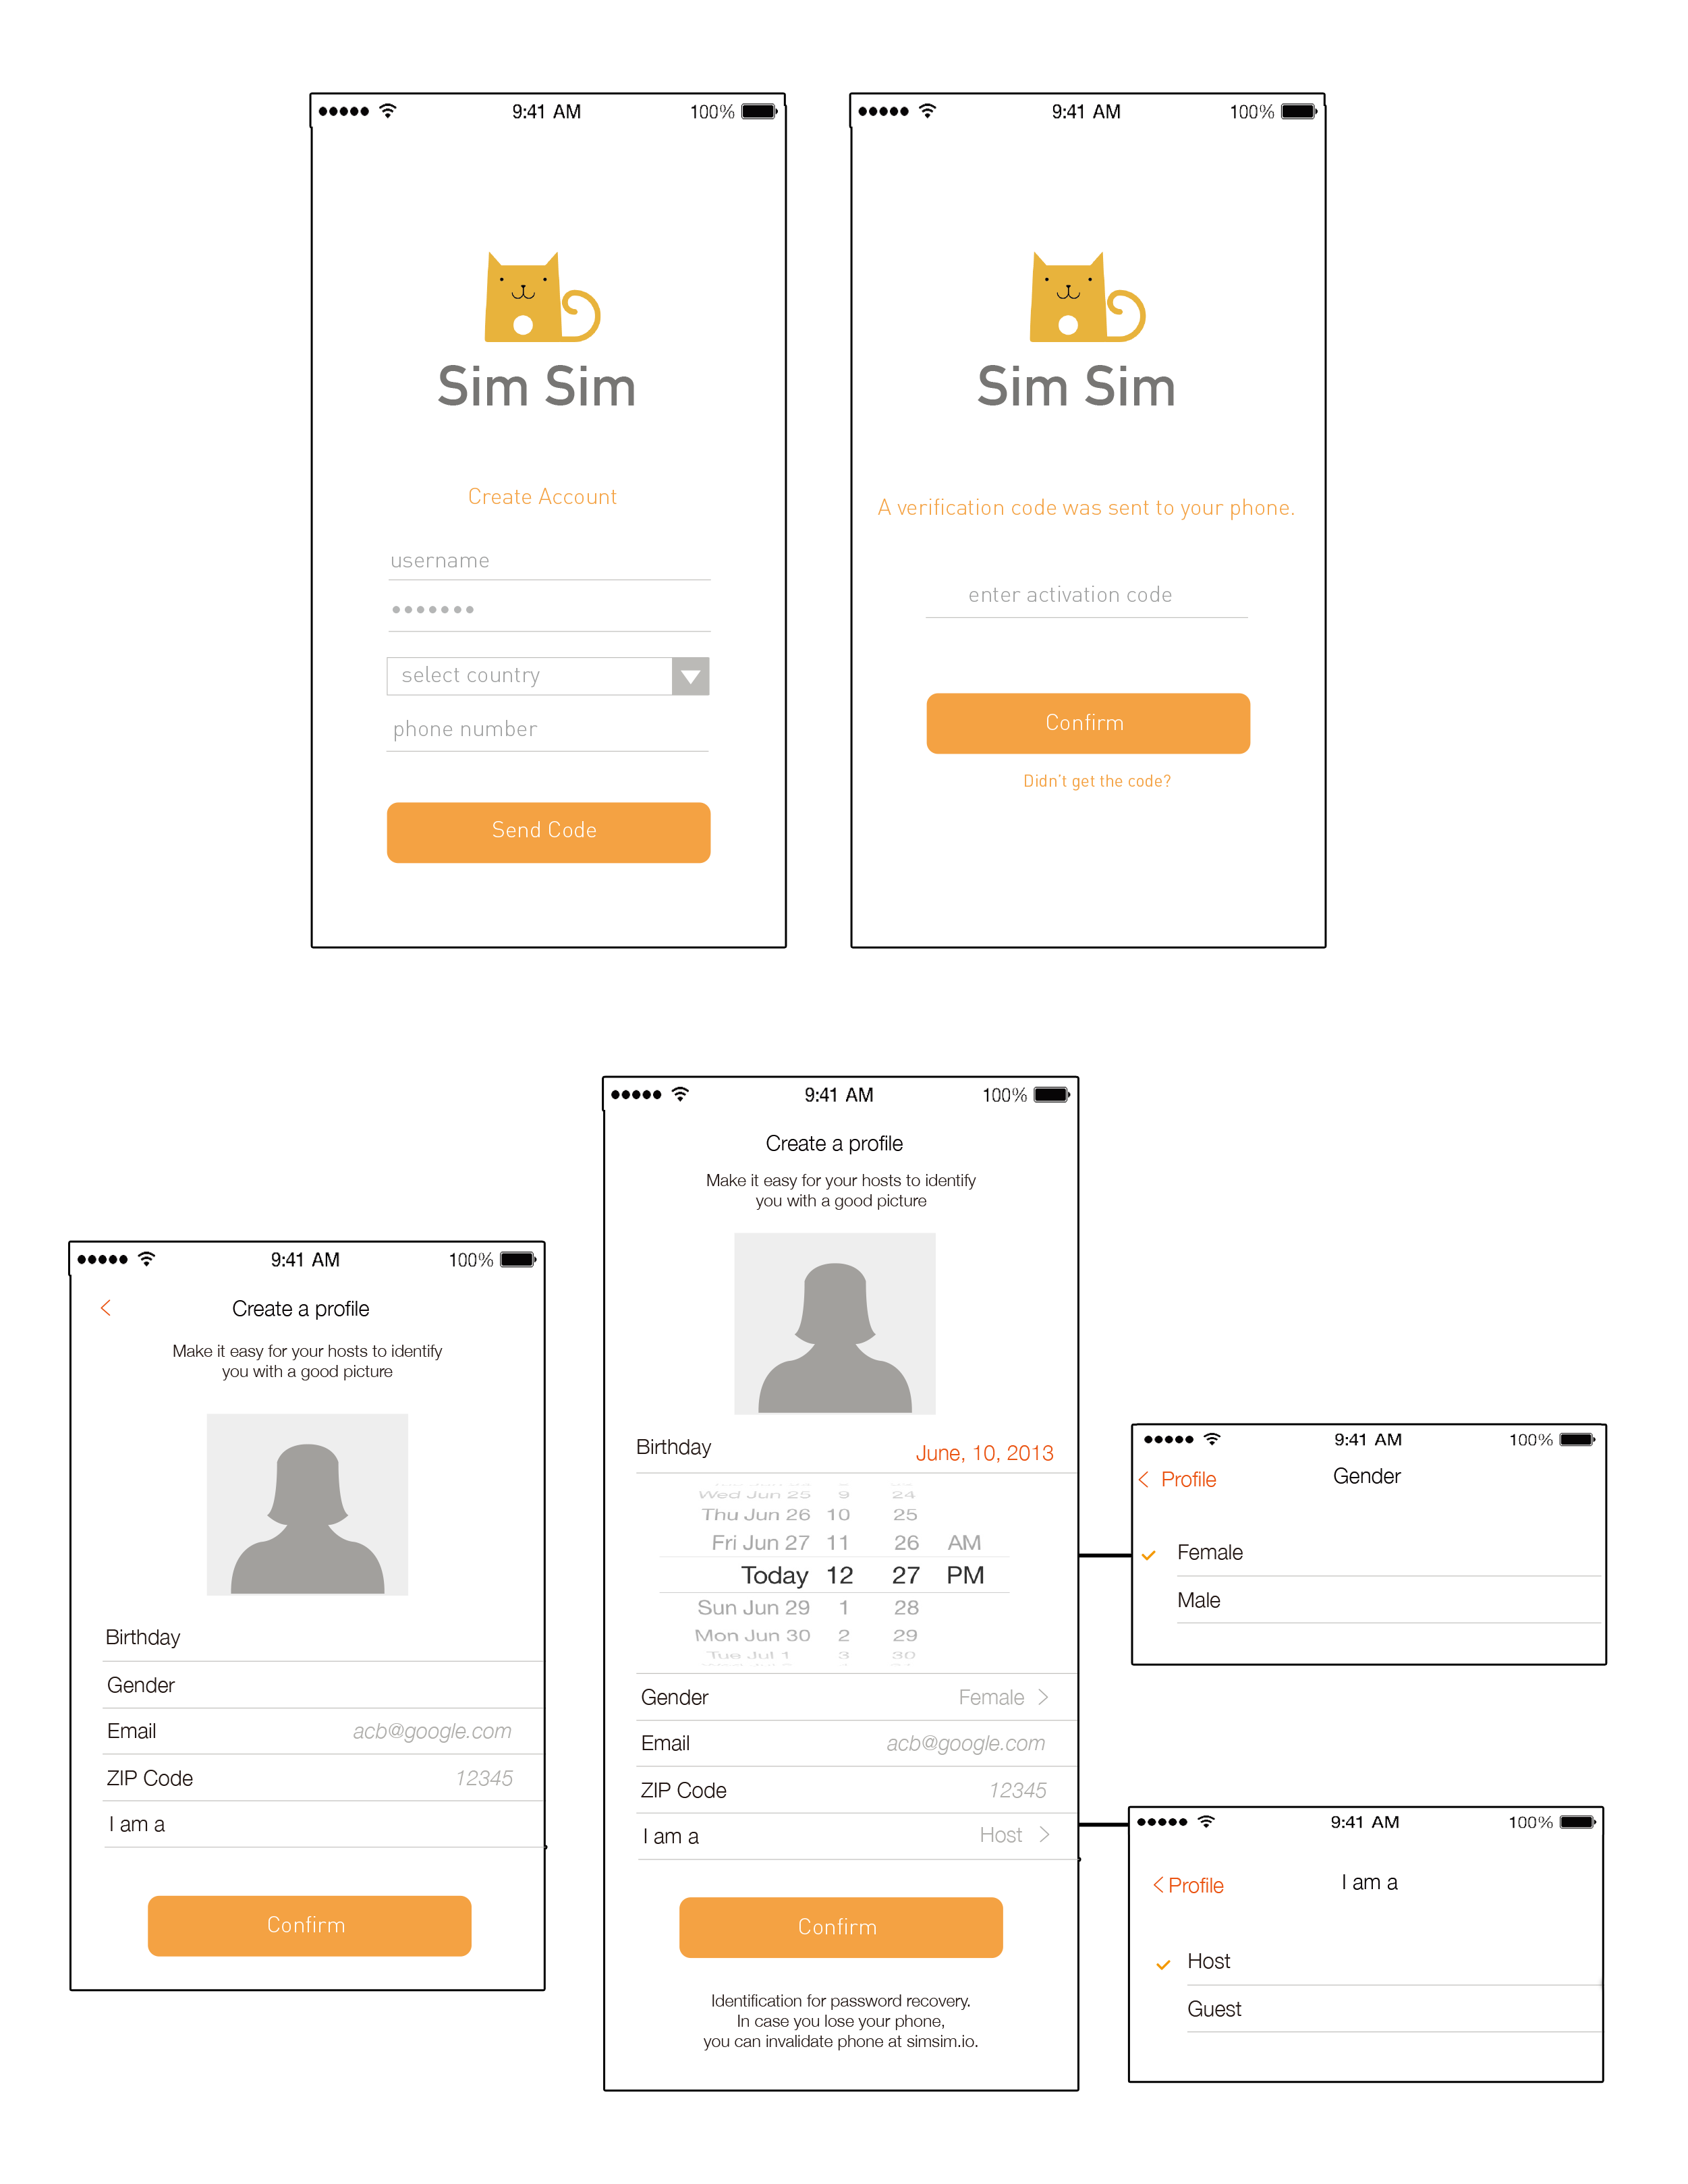 9:41 AM 100%
Sim Sim
Create Account
username
select country
phone number
Send Code
9:41 AM 100%
Sim Sim
A verification code was sent to your phone.
enter activation code
Confirm
Didn't get the code?
9:41 AM 100%
Create a profile
Make it easy for your hosts to identify
you with a good picture
Birthday
Gender
Email acb@google.com
ZIP Code 12345
I am a
Confirm
9:41 AM 100%
Create a profile
Make it easy for your hosts to identify
you with a good picture
Birthday June, 10, 2013
Wed Jun 25 9 24
Thu Jun 26 10 25
Fri Jun 27 11 26 AM
Today 12 27 PM
Sun Jun 29 1 28
Mon Jun 30 2 29
Tue Jul 1 3 30
Gender Female >
Email acb@google.com
ZIP Code 12345
I am a Host >
Confirm
Identification for password recovery.
In case you lose your phone,
you can invalidate phone at simsim.io.
9:41 AM 100%
< Profile Gender
Female
Male
9:41 AM 100%
< Profile I am a
Host
Guest